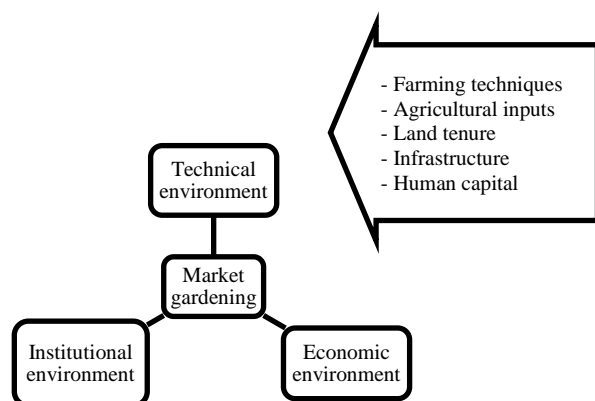 - Farming techniques
- Agricultural inputs
- Land tenure
- Infrastructure
- Human capital
Technical
environment
Market
gardening
Institutional
environment
Economic
environment